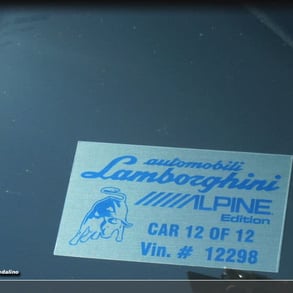 automobili
Lamborghini
ALPINE
Edition
CAR 12 OF 12
Vin. # 12298